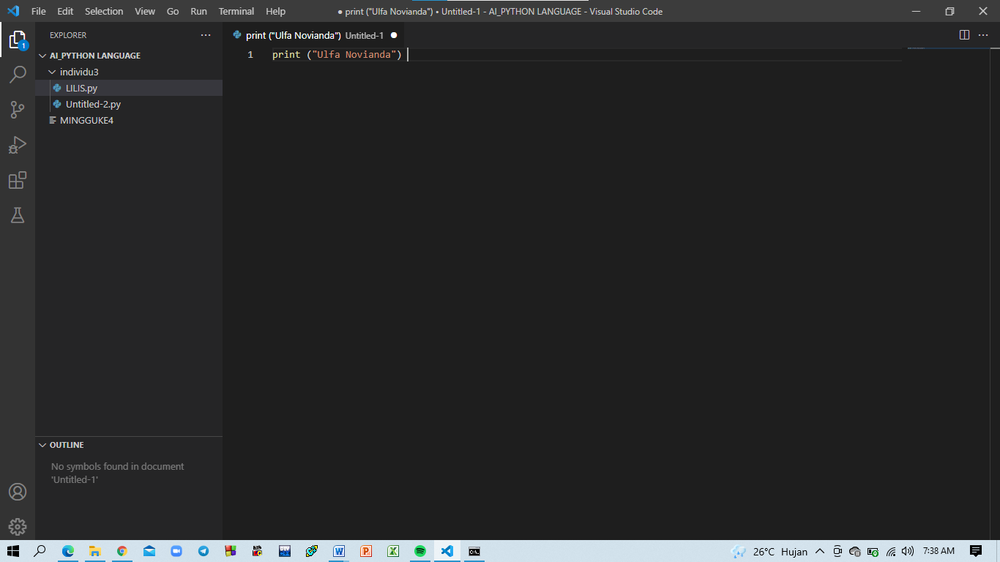 File Edit Selection View Go Run Terminal Help
● print ("Ulfa Novianda") • Untitled-1 - AI_PYTHON LANGUAGE - Visual Studio Code
EXPLORER
1
AI_PYTHON LANGUAGE
individu3
LILIS.py
Untitled-2.py
MINGGUKE4
print ("Ulfa Novianda") Untitled-1
1 print ("Ulfa Novianda")
OUTLINE
No symbols found in document
'Untitled-1'
26°C Hujan 7:38 AM